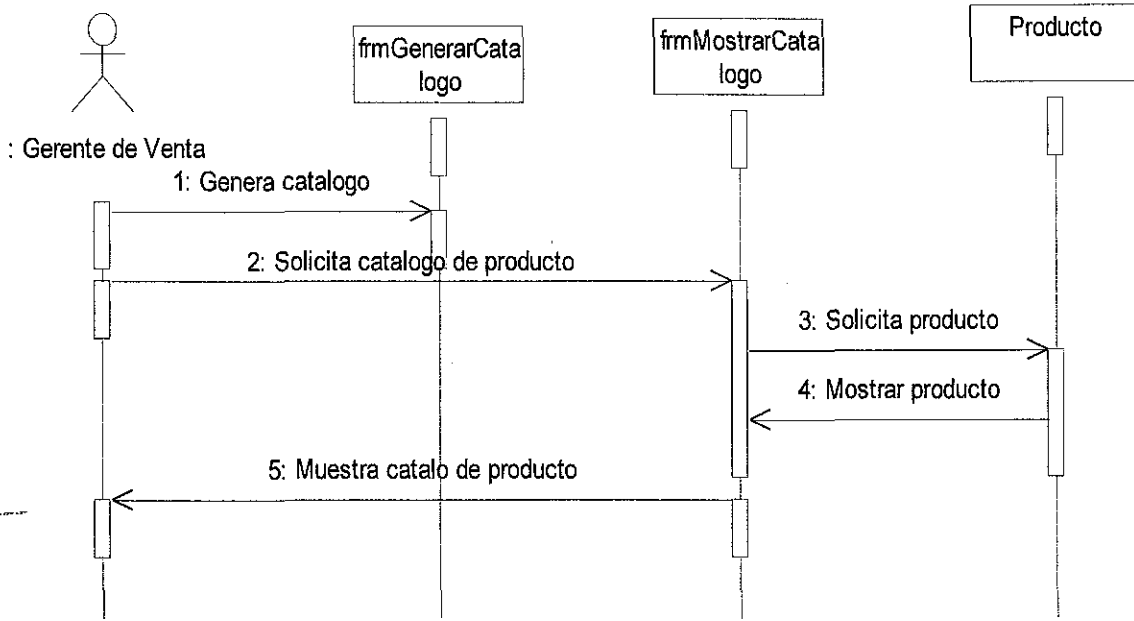 frmGenerarCata
logo
frmMostrarCata
logo
Producto
: Gerente de Venta
1: Genera catalogo
2: Solicita catalogo de producto
3: Solicita producto
4: Mostrar producto
5: Muestra catalo de producto